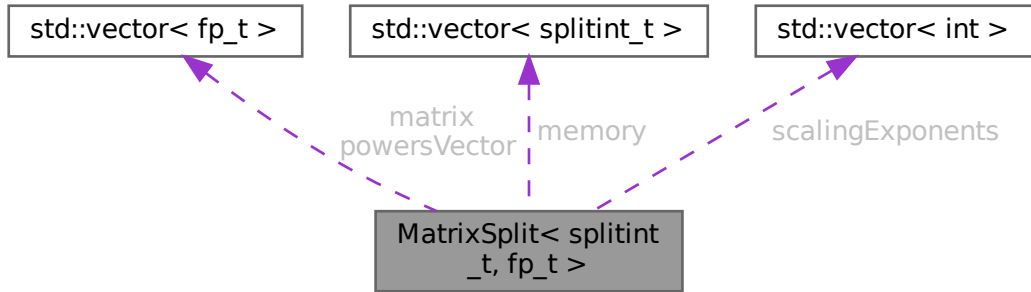 std::vector< fp_t >
std::vector< splitint_t >
std::vector< int >
matrix
powersVector
memory
scalingExponents
MatrixSplit< splitint
_t, fp_t >